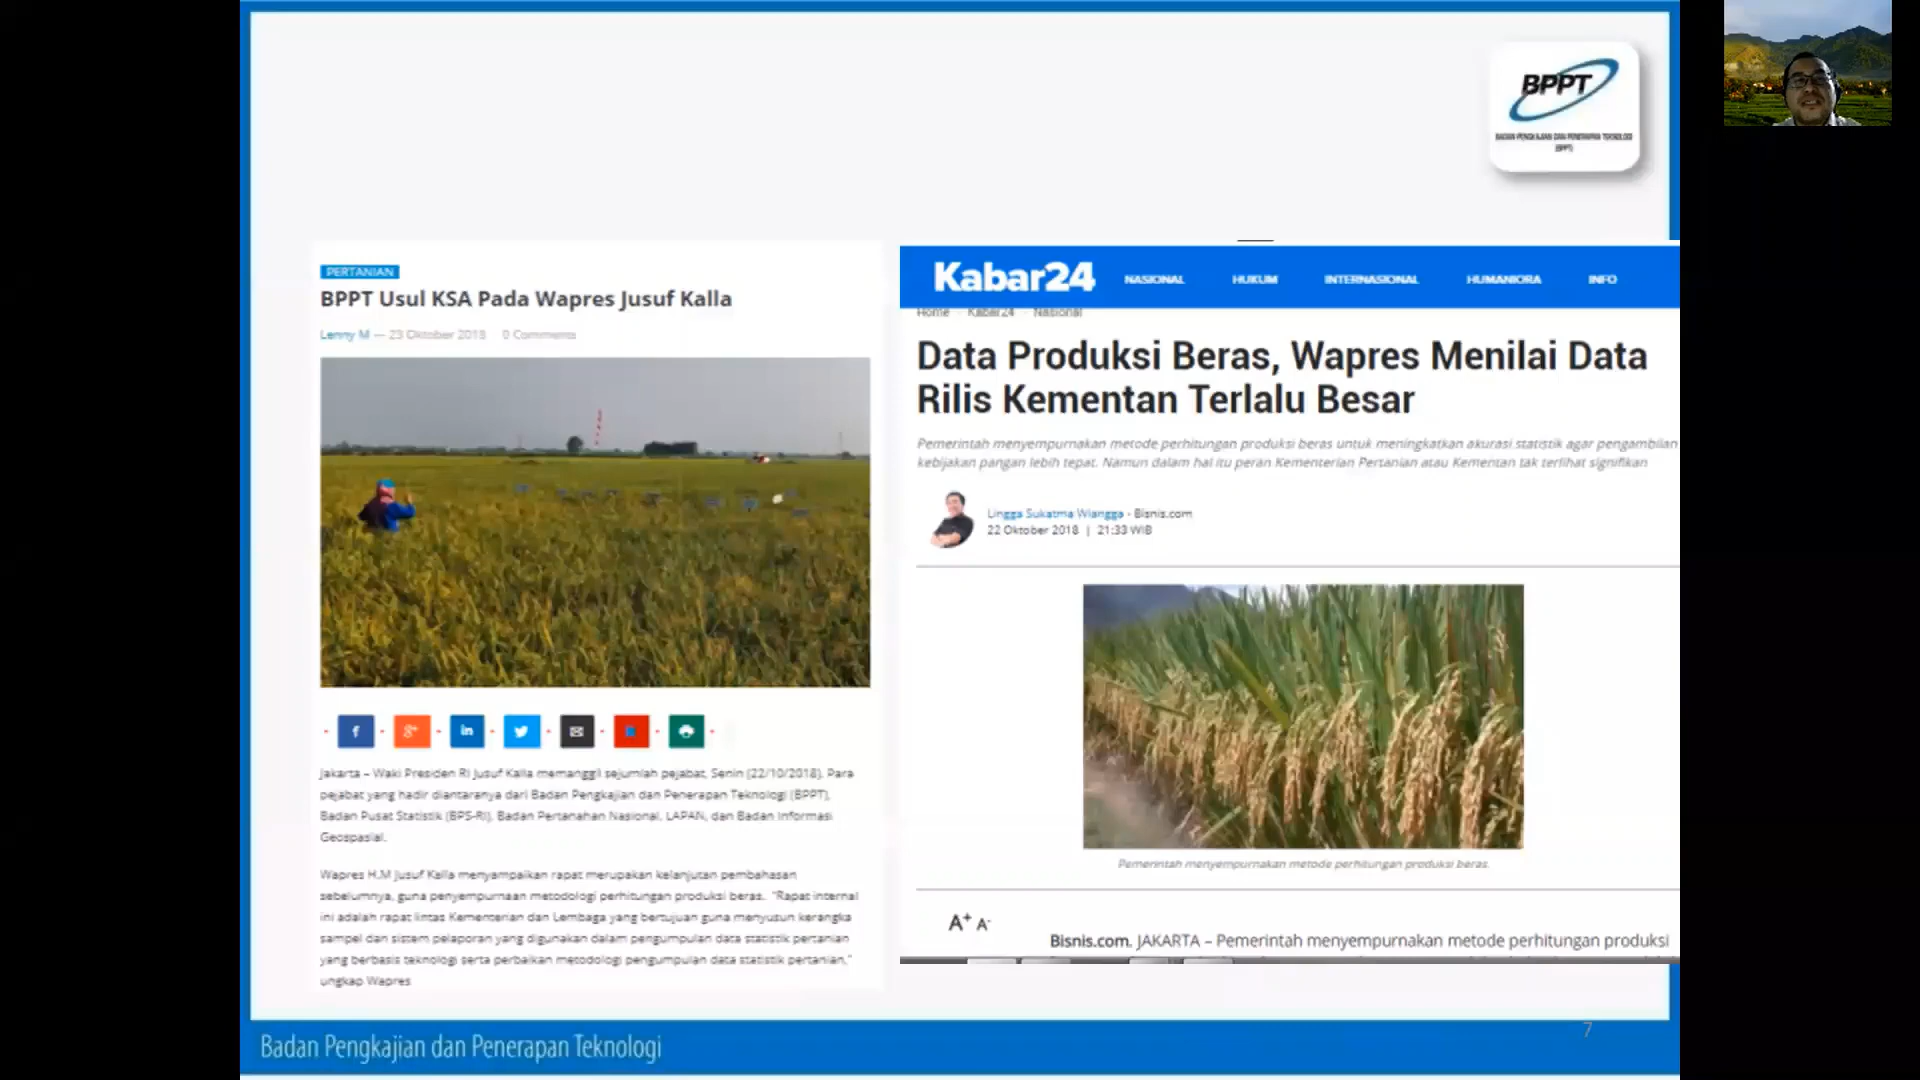 BPPT
BADAN PENGKAJIAN DAN PENERAPAN TEKNOLOGI
(BPPT)
PERTANIAN
BPPT Usul KSA Pada Wapres Jusuf Kalla
Lenny M — 23 Oktober 2018 0 Comments
f
g+
in
Jakarta – Waki Presiden RI Jusuf Kalla memanggil sejumlah pejabat, Senin (22/10/2018). Para
pejabat yang hadir diantaranya dari Badan Pengkajian dan Penerapan Teknologi (BPPT),
Badan Pusat Statistik (BPS-RI), Badan Pertanahan Nasional, LAPAN, dan Badan Informasi
Geospasial.
Wapres H.M Jusuf Kalla menyampaikan rapat merupakan kelanjutan pembahasan
sebelumnya, guna penyempurnaan metodologi perhitungan produksi beras. "Rapat internal
ini adalah rapat lintas Kementerian dan Lembaga yang bertujuan guna menyusun kerangka
sampel dan sistem pelaporan yang digunakan dalam pengumpulan data statistik pertanian
yang berbasis teknologi serta perbaikan metodologi pengumpulan data statistik pertanian,"
ungkap Wapres
Kabar24 NASIONAL HUKUM INTERNASIONAL HUMANIORA INFO
Home Kabar24 Nasional
Data Produksi Beras, Wapres Menilai Data
Rilis Kementan Terlalu Besar
Pemerintah menyempurnakan metode perhitungan produksi beras untuk meningkatkan akurasi statistik agar pengambilan
kebijakan pangan lebih tepat. Namun dalam hal itu peran Kementerian Pertanian atau Kementan tak terlihat signifikan
Lingga Sukatma Wiangga - Bisnis.com
22 Oktober 2018 | 21:33 WIB
Pemerintah menyempurnakan metode perhitungan produksi beras.
A+ A-
Bisnis.com, JAKARTA – Pemerintah menyempurnakan metode perhitungan produksi
7
Badan Pengkajian dan Penerapan Teknologi